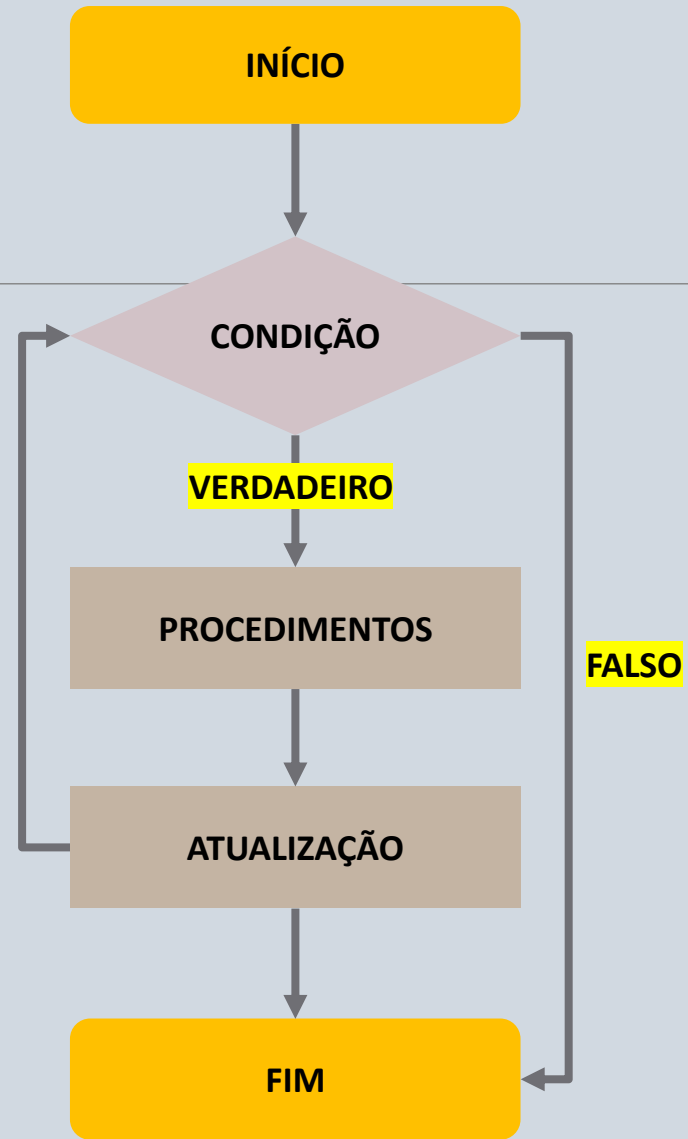 INÍCIO
CONDIÇÃO
VERDADEIRO
PROCEDIMENTOS
FALSO
ATUALIZAÇÃO
FIM